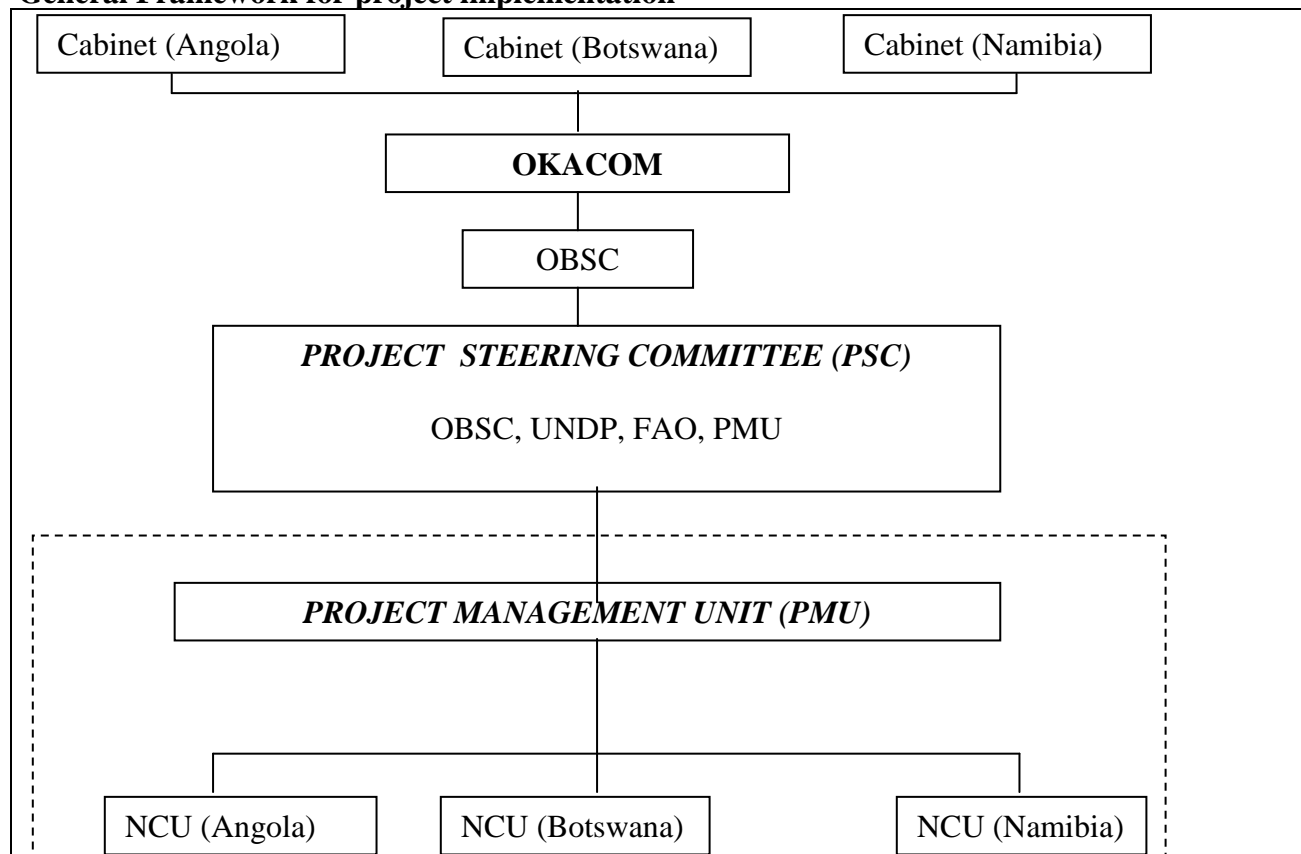 General Framework for project implementation
Cabinet (Angola) Cabinet (Botswana) Cabinet (Namibia)
OKACOM
OBSC
PROJECT STEERING COMMITTEE (PSC)
OBSC, UNDP, FAO, PMU
PROJECT MANAGEMENT UNIT (PMU)
NCU (Angola) NCU (Botswana) NCU (Namibia)